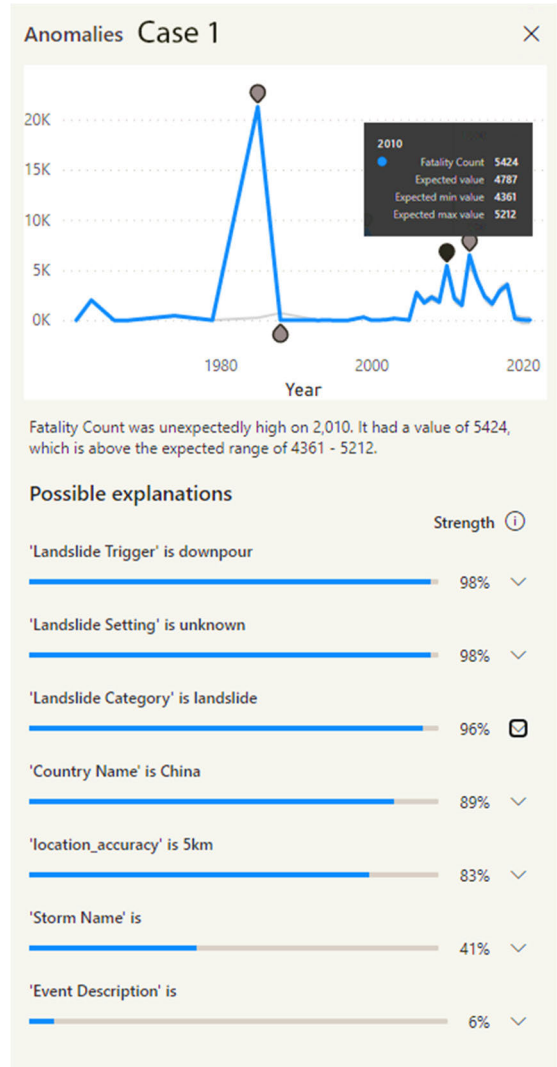 Anomalies Case 1
20K
15K
10K
5K
0K
2010
Fatality Count 5424
Expected value 4787
Expected min value 4361
Expected max value 5212
1980 2000 2020
Year
Fatality Count was unexpectedly high on 2,010. It had a value of 5424,
which is above the expected range of 4361 - 5212.
Possible explanations
Strength
'Landslide Trigger' is downpour
98%
'Landslide Setting' is unknown
98%
'Landslide Category' is landslide
96%
'Country Name' is China
89%
'location_accuracy' is 5km
83%
'Storm Name' is
41%
'Event Description' is
6%